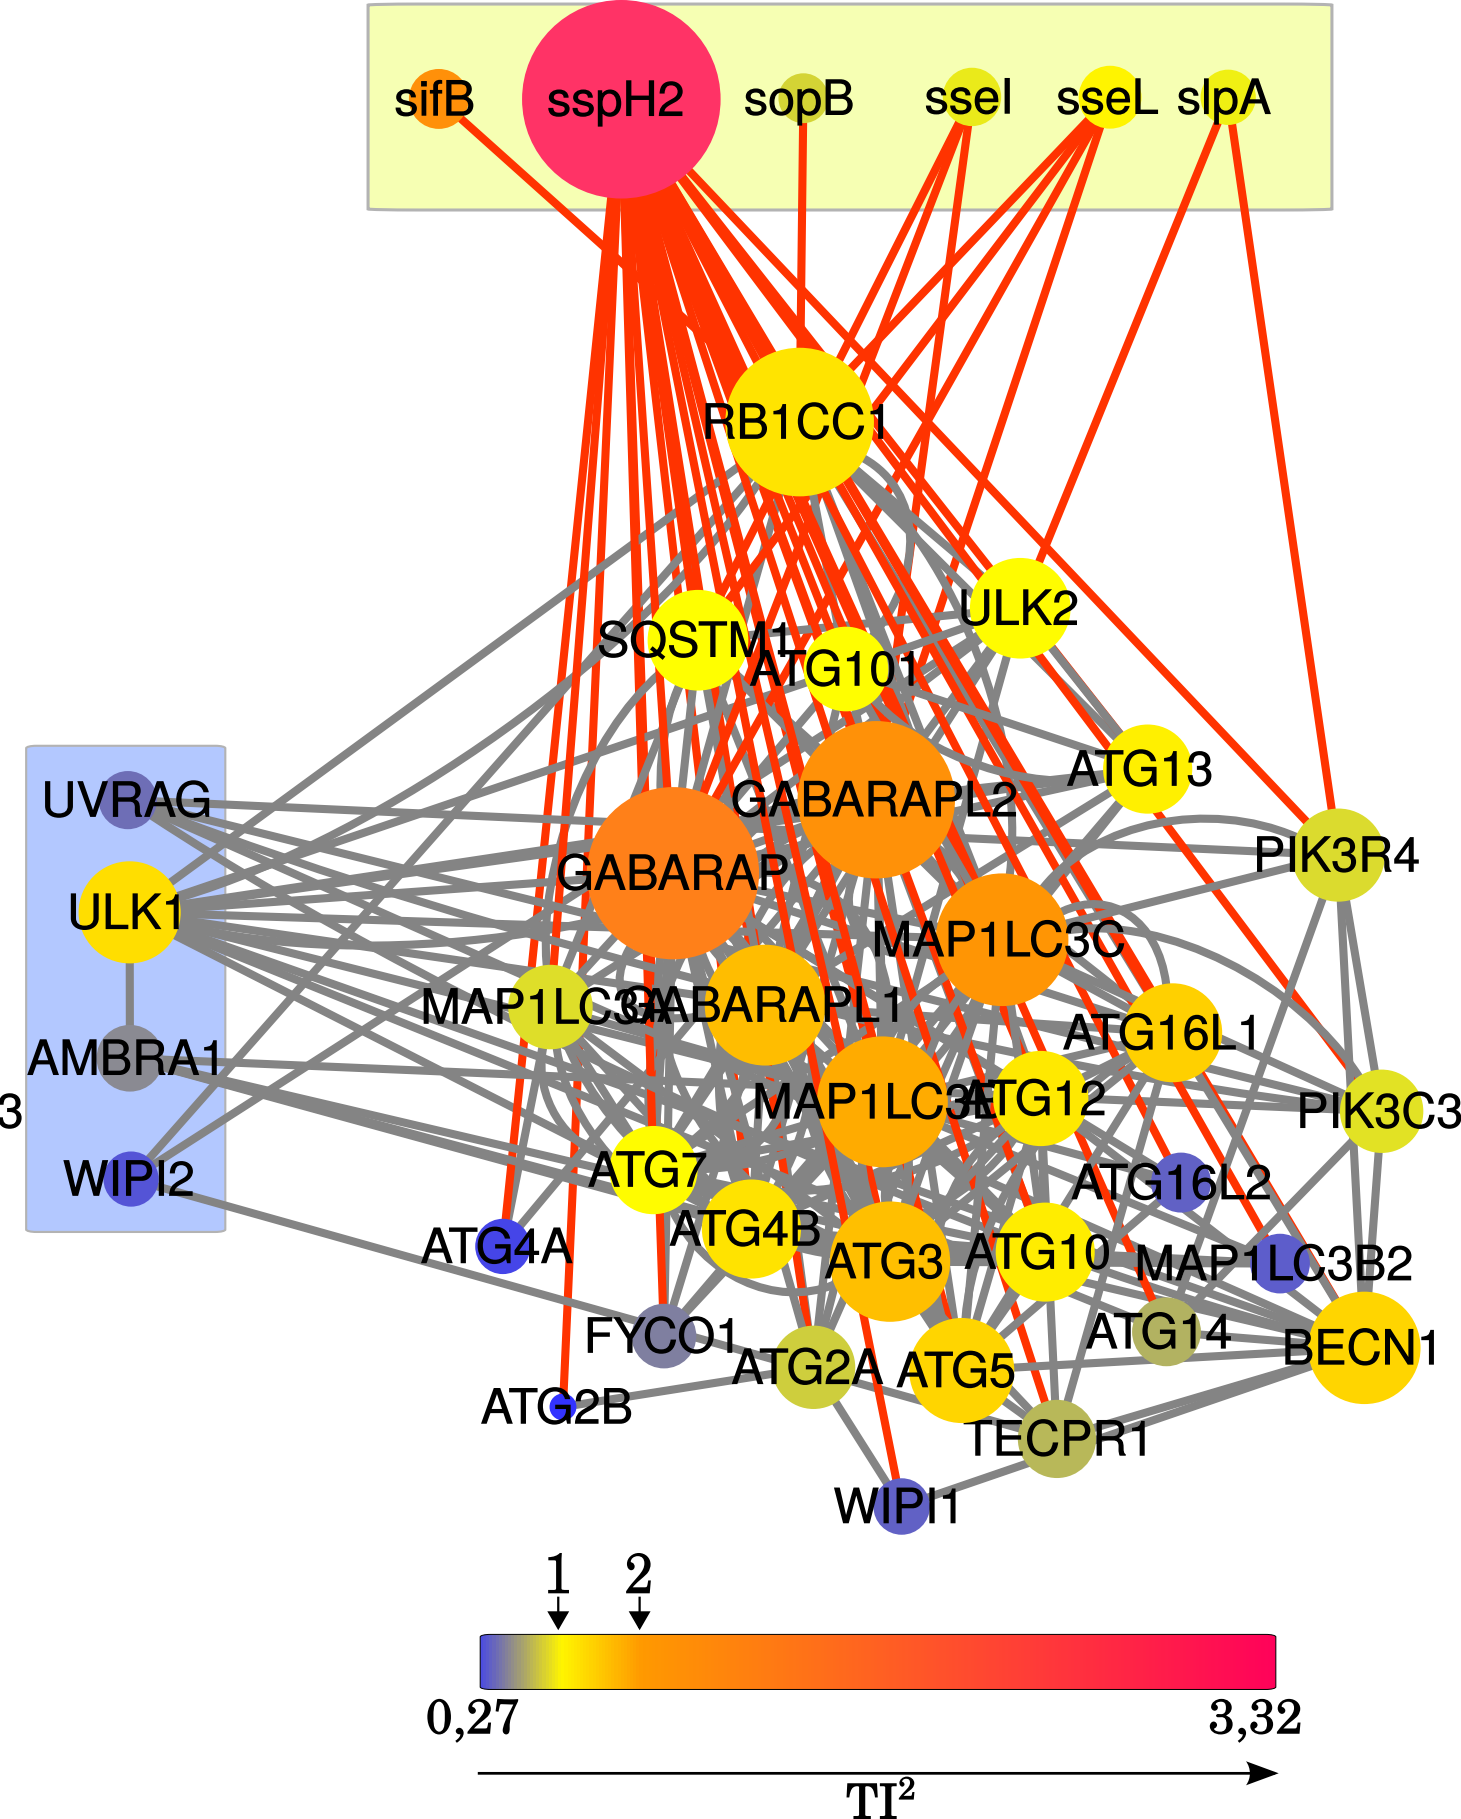 sifB sspH2 sopB sseI sseL slpA
RB1CC1
ULK2
SQSTM1
ATG101
ATG13
UVRAG
GABARAPL2
PIK3R4
GABARAP
ULK1
MAP1LC3C
MAP1LC3A
GABARAPL1
ATG16L1
AMBRA1
MAP1LC3B
ATG12
3
PIK3C3
ATG7
WIPI2
ATG16L2
ATG4B
ATG4A
ATG3
ATG10
MAP1LC3B2
FYCO1
ATG14
BECN1
ATG2A
ATG5
ATG2B
TECPR1
WIPI1
1 2
0,27 3,32
TI²